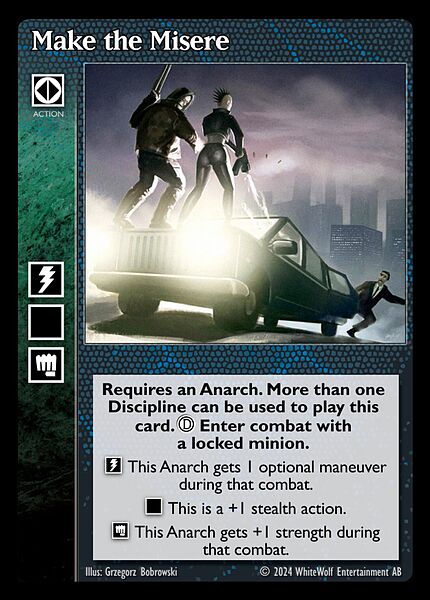 Make the Misere
ACTION
Requires an Anarch. More than one
Discipline can be used to play this
card. Ⓓ Enter combat with
a locked minion.
This Anarch gets 1 optional maneuver
during that combat.
This is a +1 stealth action.
This Anarch gets +1 strength during
that combat.
Illus: Grzegorz Bobrowski © 2024 WhiteWolf Entertainment AB